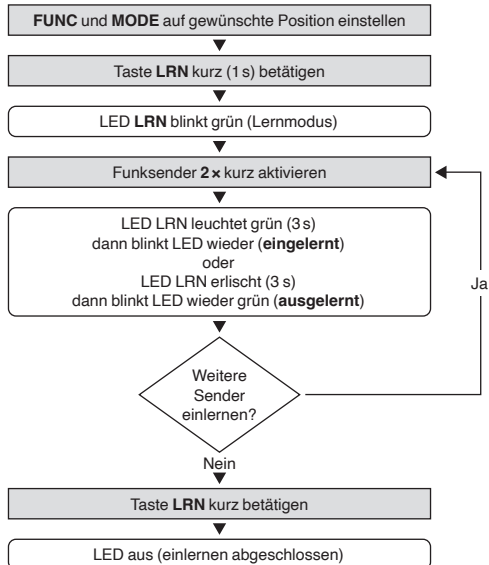 FUNC und MODE auf gewünschte Position einstellen
Taste LRN kurz (1 s) betätigen
LED LRN blinkt grün (Lernmodus)
Funksender 2 × kurz aktivieren
LED LRN leuchtet grün (3 s)
dann blinkt LED wieder (eingelernt)
oder
LED LRN erlischt (3 s)
dann blinkt LED wieder grün (ausgelernt)
Ja
Weitere
Sender
einlernen?
Nein
Taste LRN kurz betätigen
LED aus (einlernen abgeschlossen)